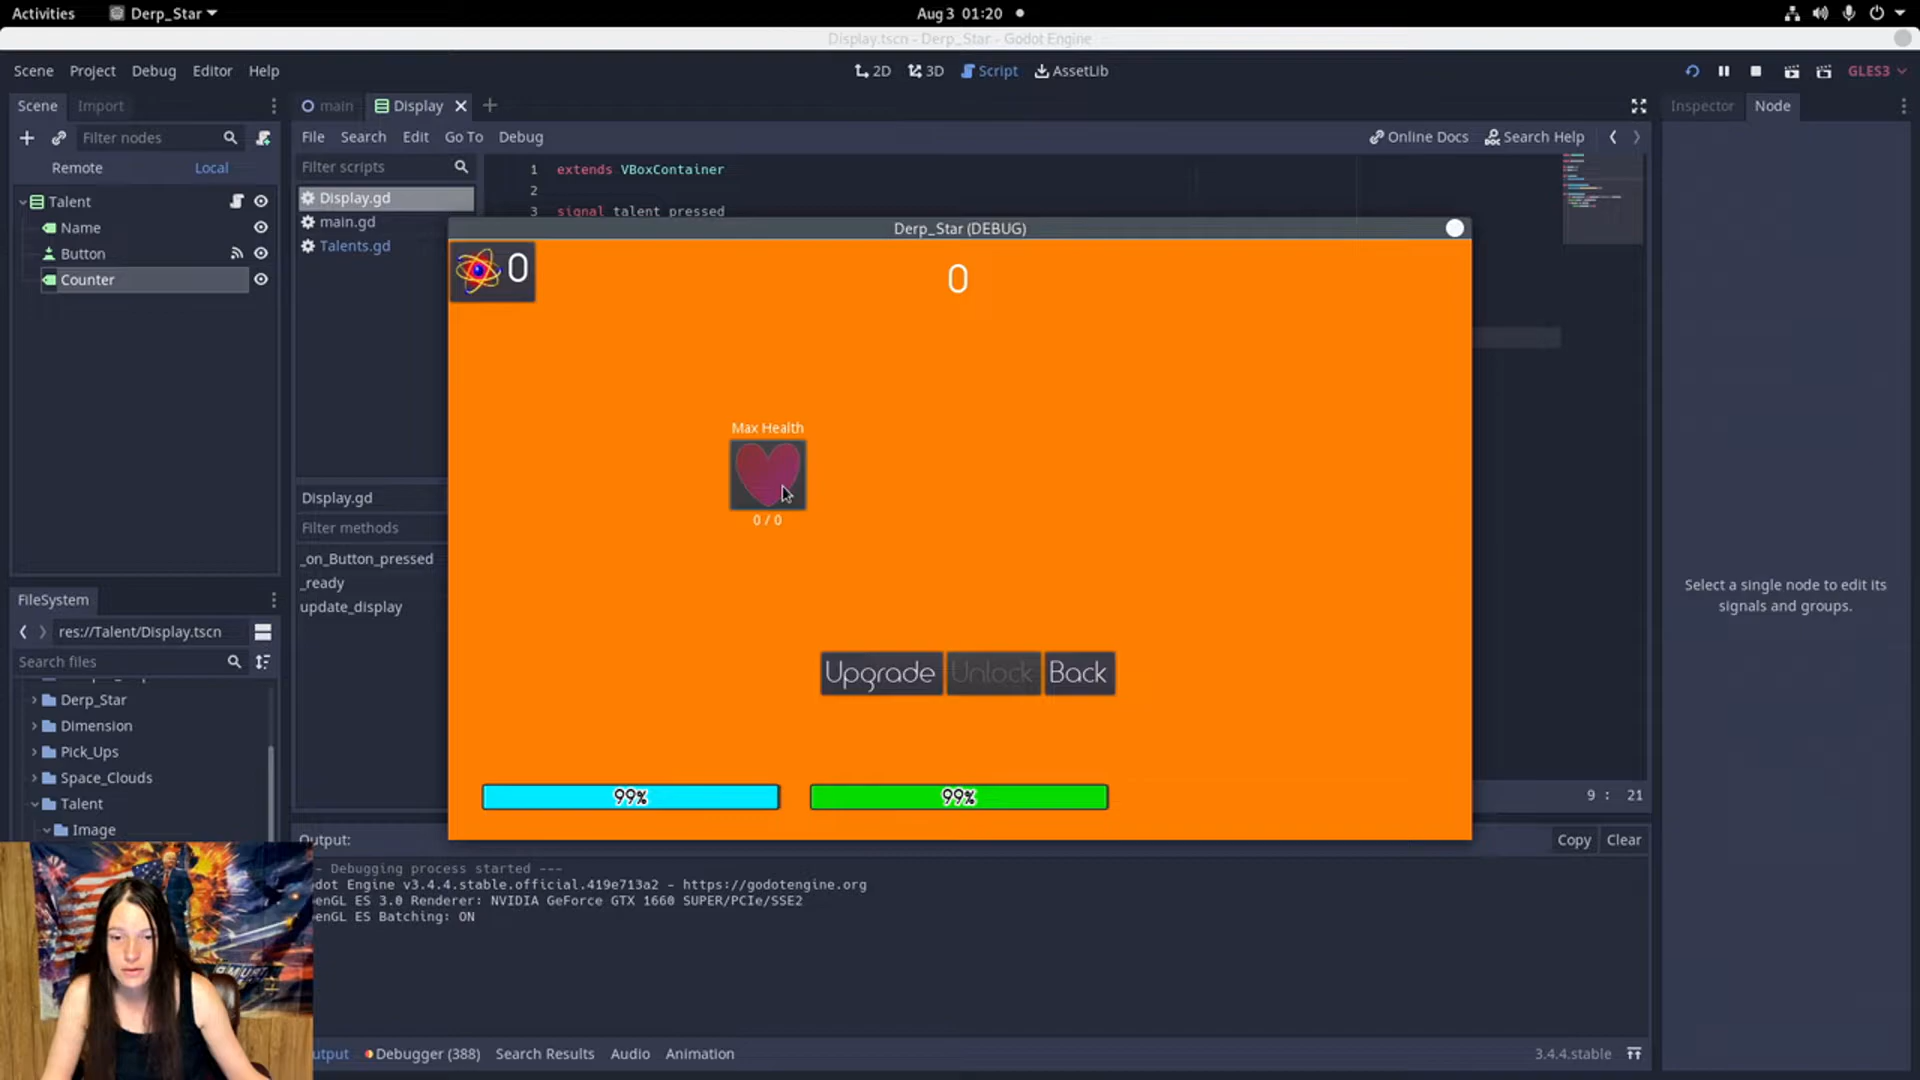 Activities
Derp_Star
Aug 3 01:20
Display.tscn - Derp_Star - Godot Engine
Scene Project Debug Editor Help
2D 3D Script AssetLib
GLES3
Scene Import
main Display
Inspector Node
Filter nodes
File Search Edit Go To Debug
Online Docs Search Help
Remote Local
Filter scripts
1 extends VBoxContainer
2
3 signal talent_pressed
Talent
Name
Button
Counter
Display.gd
main.gd
Talents.gd
Derp_Star (DEBUG)
0
0
Max Health
0 / 0
Upgrade Unlock Back
99% 99%
Display.gd
Filter methods
_on_Button_pressed
_ready
update_display
Select a single node to edit its
signals and groups.
FileSystem
res://Talent/Display.tscn
Search files
Derp_Star
Dimension
Pick_Ups
Space_Clouds
Talent
Image
9 : 21
Output:
Copy Clear
- Debugging process started ---
odot Engine v3.4.4.stable.official.419e713a2 - https://godotengine.org
penGL ES 3.0 Renderer: NVIDIA GeForce GTX 1660 SUPER/PCIe/SSE2
penGL ES Batching: ON
utput Debugger (388) Search Results Audio Animation
3.4.4.stable